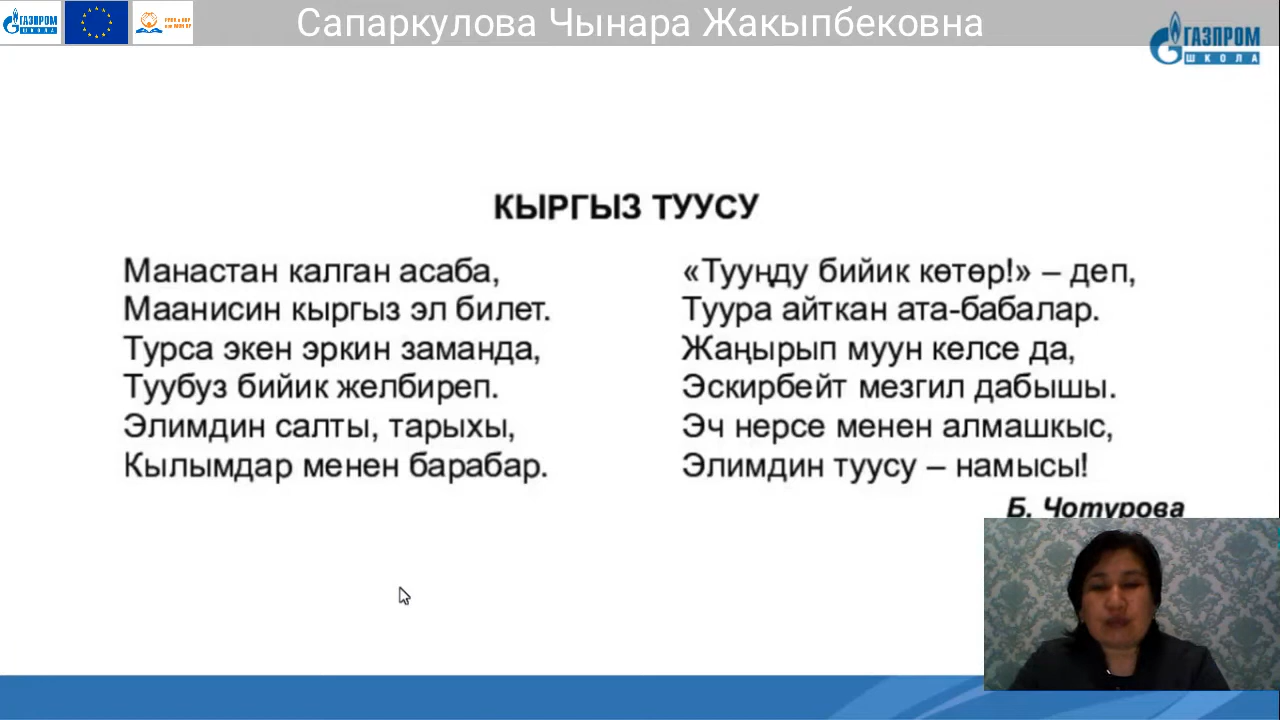 Сапаркулова Чынара Жакыпбековна
ГАЗПРОМ
ШКОЛА
ГАЗПРОМ
ШКОЛА
КЫРГЫЗ ТУУСУ
Манастан калган асаба,
Маанисин кыргыз эл билет.
Турса экен эркин заманда,
Туубуз бийик желбиреп.
Элимдин салты, тарыхы,
Кылымдар менен барабар.
«Тууңду бийик көтөр!» – деп,
Туура айткан ата-бабалар.
Жаңырып муун келсе да,
Эскирбейт мезгил дабышы.
Эч нерсе менен алмашкыс,
Элимдин туусу – намысы!
Б. Чотурова